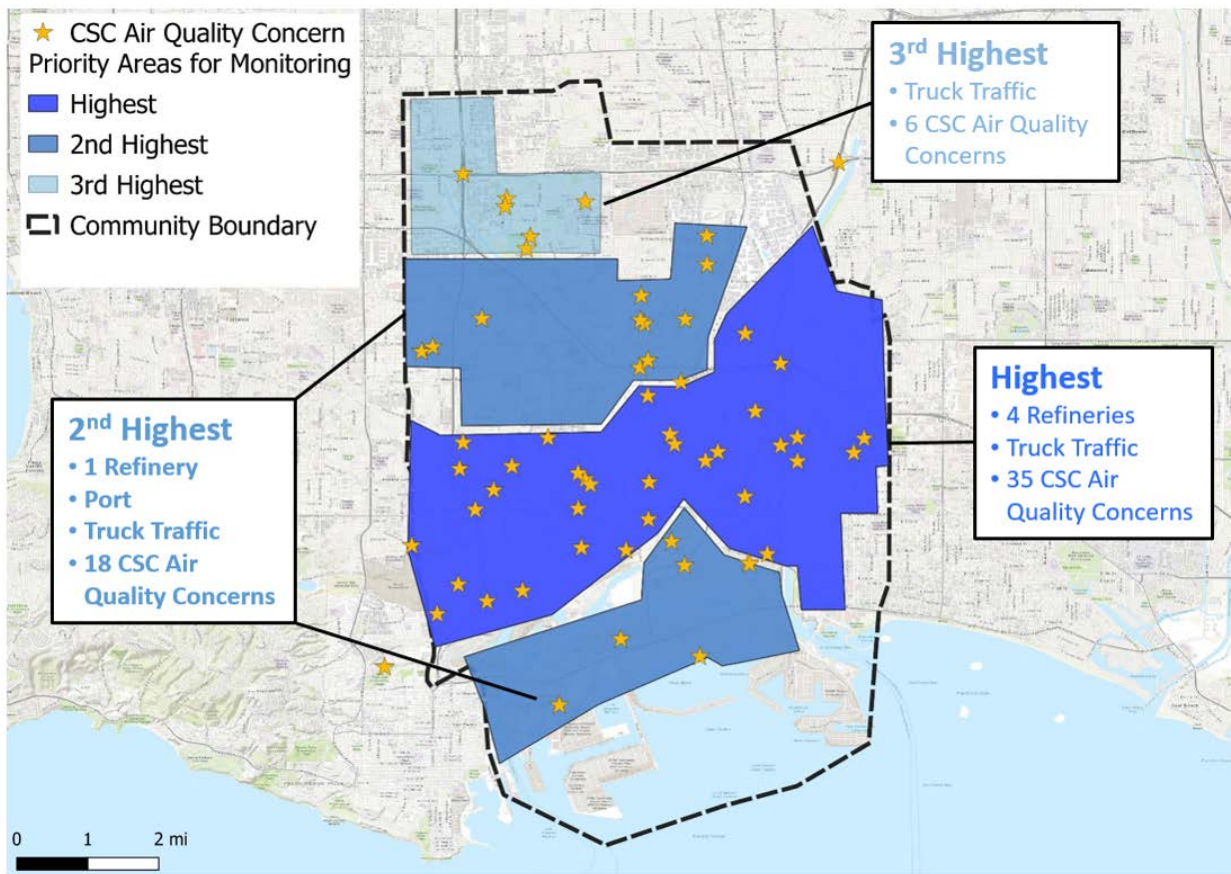 CSC Air Quality Concern
Priority Areas for Monitoring
Highest
2nd Highest
3rd Highest
Community Boundary
3rd Highest
• Truck Traffic
• 6 CSC Air Quality
Concerns
Highest
• 4 Refineries
• Truck Traffic
• 35 CSC Air
Quality Concerns
2nd Highest
• 1 Refinery
• Port
• Truck Traffic
• 18 CSC Air
Quality Concerns
0 1 2 mi